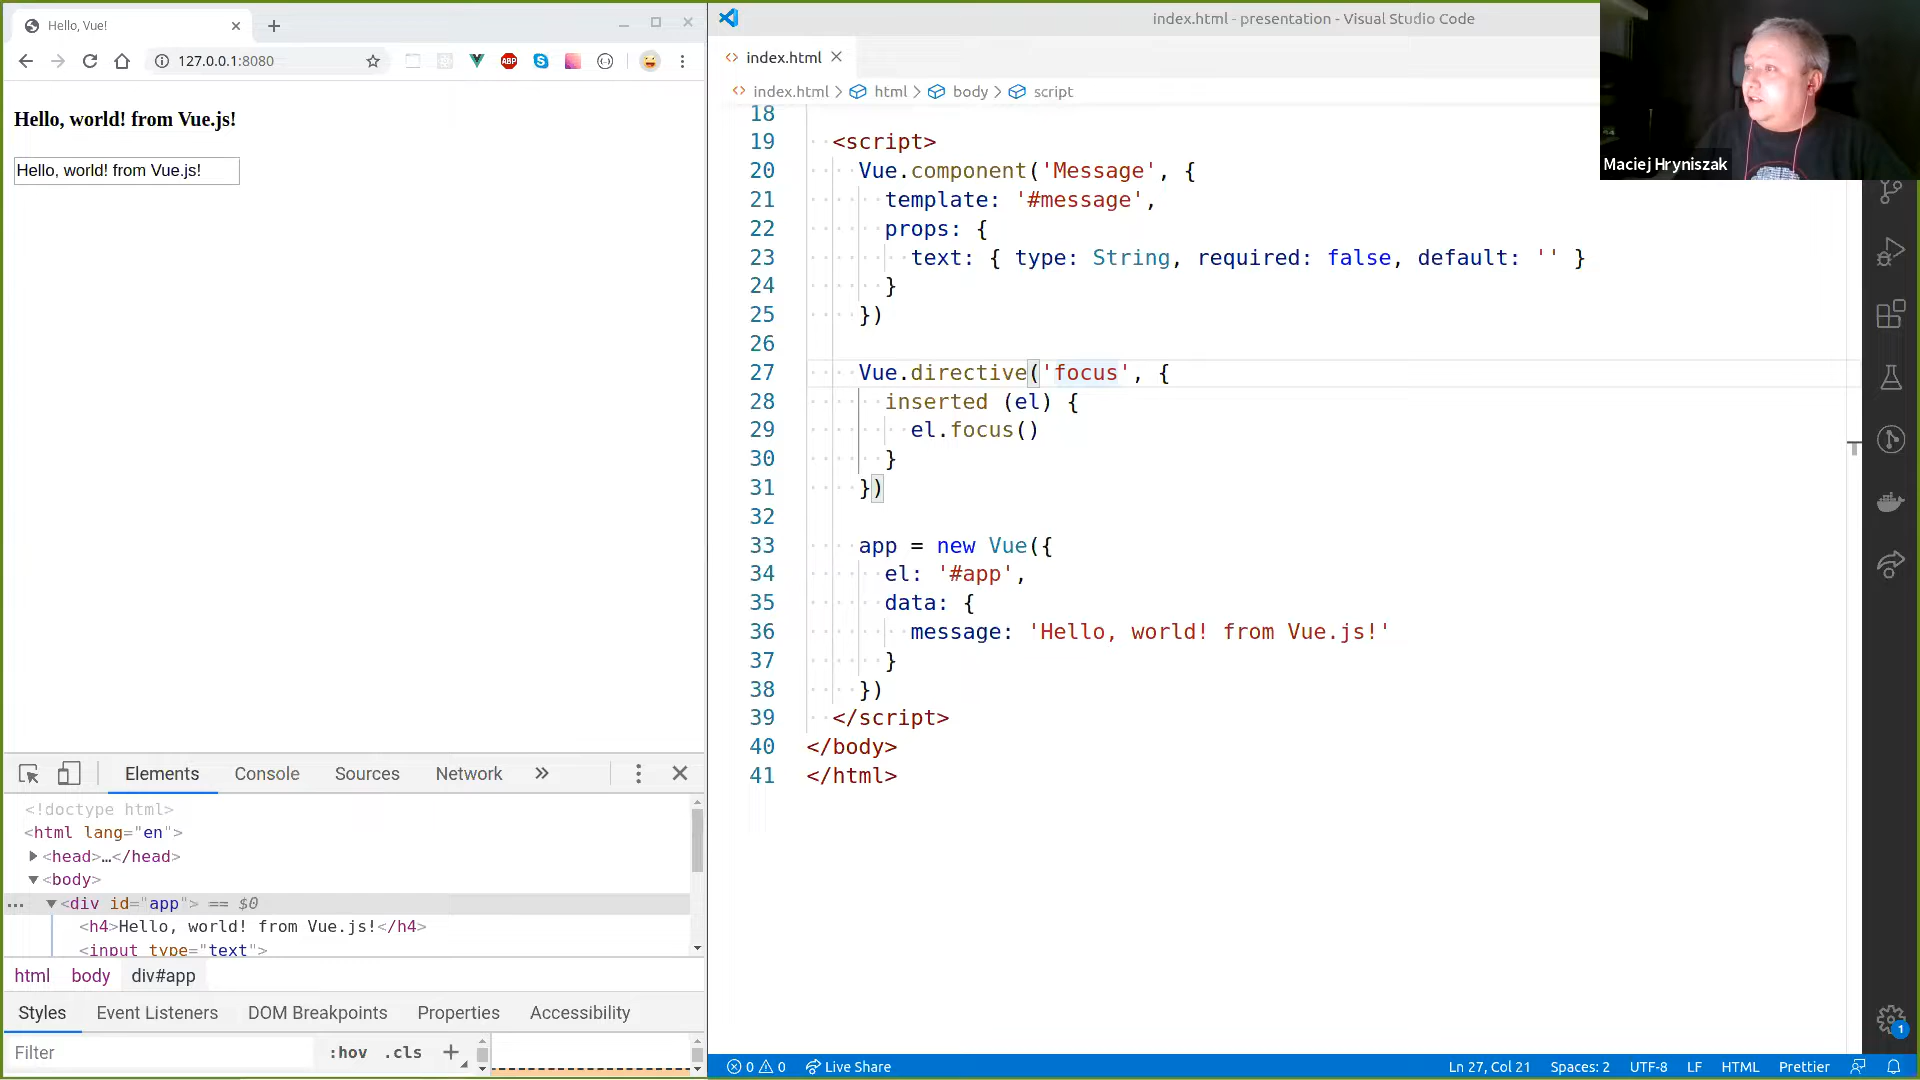 Hello, Vue!
127.0.0.1:8080
ABP
Hello, world! from Vue.js!
Hello, world! from Vue.js!
Elements Console Sources Network
<!doctype html>
<html lang="en">
<head>…</head>
<body>
<div id="app"> == $0
<h4>Hello, world! from Vue.js!</h4>
<input type="text">
html body div#app
Styles Event Listeners DOM Breakpoints Properties Accessibility
Filter :hov .cls +
index.html - presentation - Visual Studio Code
index.html
index.html > html > body > script
18
19 <script>
20 Vue.component('Message', {
21 template: '#message',
22 props: {
23 text: { type: String, required: false, default: '' }
24 }
25 })
26
27 Vue.directive('focus', {
28 inserted (el) {
29 el.focus()
30 }
31 })
32
33 app = new Vue({
34 el: '#app',
35 data: {
36 message: 'Hello, world! from Vue.js!'
37 }
38 })
39 </script>
40 </body>
41 </html>
Maciej Hryniszak
1
0 0 Live Share Ln 27, Col 21 Spaces: 2 UTF-8 LF HTML Prettier